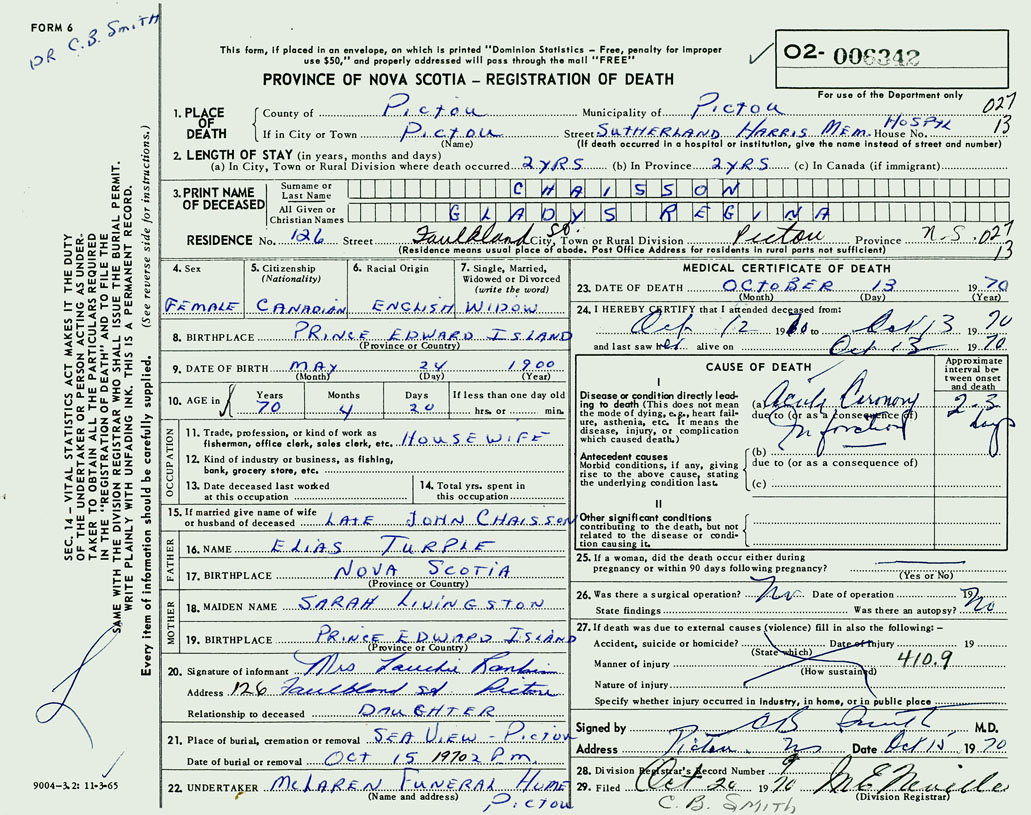 FORM 6
DR C.B. Smith
This form, if placed in an envelope, on which is printed "Dominion Statistics – Free, penalty for improper
use $50," and properly addressed will pass through the mail "FREE"
PROVINCE OF NOVA SCOTIA – REGISTRATION OF DEATH
O2- 006342
For use of the Department only
027
13
1. PLACE OF DEATH
County of Pictou Municipality of Pictou
If in City or Town Pictou Street SUTHERLAND HARRIS MEM. HOSPTL House No.
(Name) (If death occurred in a hospital or institution, give the name instead of street and number)
2. LENGTH OF STAY (in years, months and days)
(a) In City, Town or Rural Division where death occurred 2 YRS (b) In Province 2 YRS (c) In Canada (if immigrant)
3. PRINT NAME OF DECEASED
Surname or Last Name CHAISSON
All Given or Christian Names GLADYS REGINA
RESIDENCE No. 126 Street Faulkland St. City, Town or Rural Division Pictou Province N.S. 027
13
(Residence means usual place of abode. Post Office Address for residents in rural parts not sufficient)
4. Sex FEMALE
5. Citizenship (Nationality) CANADIAN
6. Racial Origin ENGLISH
7. Single, Married, Widowed or Divorced (write the word) WIDOW
8. BIRTHPLACE PRINCE EDWARD ISLAND
(Province or Country)
9. DATE OF BIRTH MAY 24 1900
(Month) (Day) (Year)
10. AGE in Years 70 Months 4 Days 20 If less than one day old hrs. or min.
OCCUPATION
11. Trade, profession, or kind of work as fisherman, office clerk, sales clerk, etc. HOUSEWIFE
12. Kind of industry or business, as fishing, bank, grocery store, etc.
13. Date deceased last worked at this occupation
14. Total yrs. spent in this occupation
15. If married give name of wife or husband of deceased LATE JOHN CHAISSON
FATHER
16. NAME ELIAS TURPLE
17. BIRTHPLACE NOVA SCOTIA
(Province or Country)
MOTHER
18. MAIDEN NAME SARAH LIVINGSTON
19. BIRTHPLACE PRINCE EDWARD ISLAND
(Province or Country)
20. Signature of informant Mrs
Address 126 Faulkland st Pictou
Relationship to deceased DAUGHTER
21. Place of burial, cremation or removal SEA VIEW - PICTOU
Date of burial or removal OCT 15 1970 2 P.m.
22. UNDERTAKER McLAREN FUNERAL HOME
(Name and address) PICTOU
MEDICAL CERTIFICATE OF DEATH
23. DATE OF DEATH OCTOBER 13 1970
(Month) (Day) (Year)
24. I HEREBY CERTIFY that I attended deceased from:
Oct 12 1970 to Oct 13 1970
and last saw her alive on Oct 13 1970
CAUSE OF DEATH
Approximate interval between onset and death
I
Disease or condition directly leading to death (This does not mean the mode of dying, e.g., heart failure, asthenia, etc. It means the disease, injury, or complication which caused death.)
(a) Acute Coronary
due to (or as a consequence of)
Infarction
2-3 days
Antecedent causes
Morbid conditions, if any, giving rise to the above cause, stating the underlying condition last.
(b)
due to (or as a consequence of)
(c)
II
Other significant conditions contributing to the death, but not related to the disease or condition causing it.
25. If a woman, did the death occur either during pregnancy or within 90 days following pregnancy?
(Yes or No)
26. Was there a surgical operation? No Date of operation 19
State findings Was there an autopsy? No
27. If death was due to external causes (violence) fill in also the following: –
Accident, suicide or homicide? Date of Injury 19
(State which)
Manner of injury 410.9
(How sustained)
Nature of injury
Specify whether injury occurred in Industry, in home, or in public place
Signed by CB Smith M.D.
Address Pictou NS Date Oct 15 1970
28. Division Registrar's Record Number 9
29. Filed Oct 20 1970
(Division Registrar)
C. B. SMITH
SEC. 14 – VITAL STATISTICS ACT MAKES IT THE DUTY
OF THE UNDERTAKER OR PERSON ACTING AS UNDER-
TAKER TO OBTAIN ALL THE PARTICULARS REQUIRED
IN THE "REGISTRATION OF DEATH" AND TO FILE THE
SAME WITH THE DIVISION REGISTRAR WHO SHALL ISSUE THE BURIAL PERMIT.
WRITE PLAINLY WITH UNFADING INK. THIS IS A PERMANENT RECORD.
Every item of information should be carefully supplied. (See reverse side for instructions.)
9004–3.2: 11-3-65